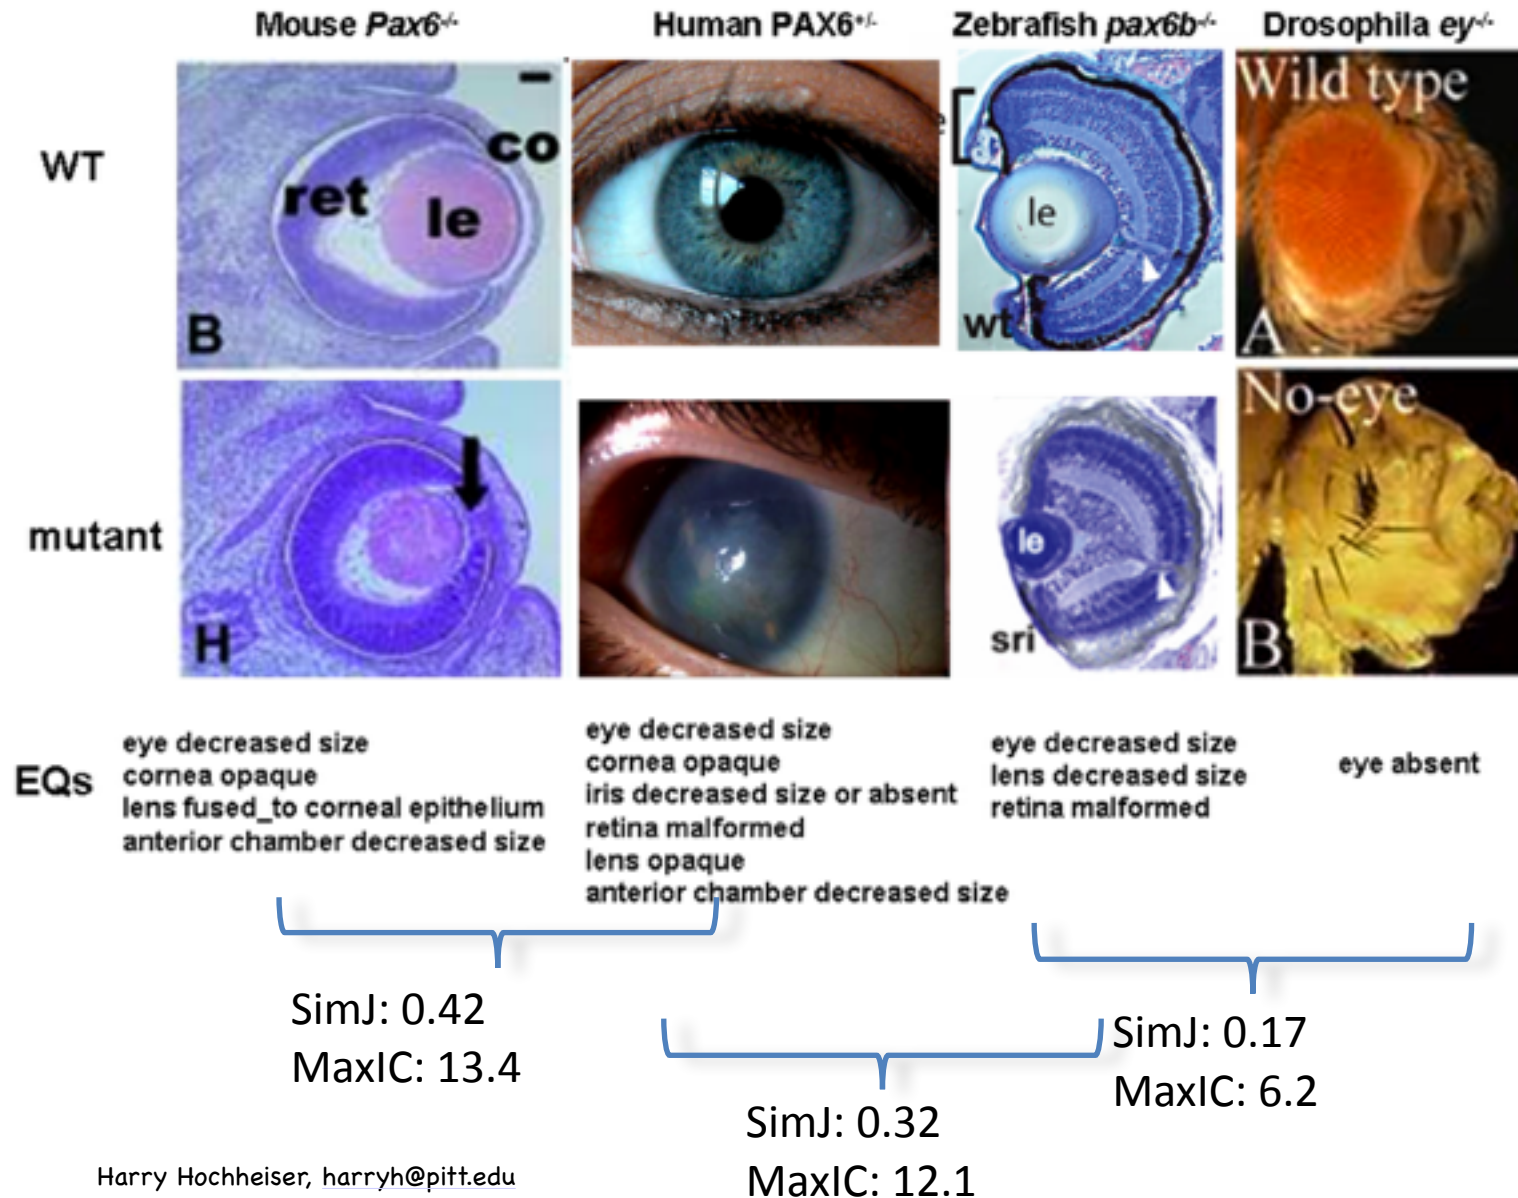 Mouse Pax6-/-
Human PAX6+/-
Zebrafish pax6b-/-
Drosophila ey-/-
WT
co
ret
le
B
le
wt
Wild type
A
mutant
H
le
sri
No-eye
B
EQs
eye decreased size
cornea opaque
lens fused_to corneal epithelium
anterior chamber decreased size
eye decreased size
cornea opaque
iris decreased size or absent
retina malformed
lens opaque
anterior chamber decreased size
eye decreased size
lens decreased size
retina malformed
eye absent
SimJ: 0.42
MaxIC: 13.4
SimJ: 0.32
MaxIC: 12.1
SimJ: 0.17
MaxIC: 6.2
Harry Hochheiser, harryh@pitt.edu